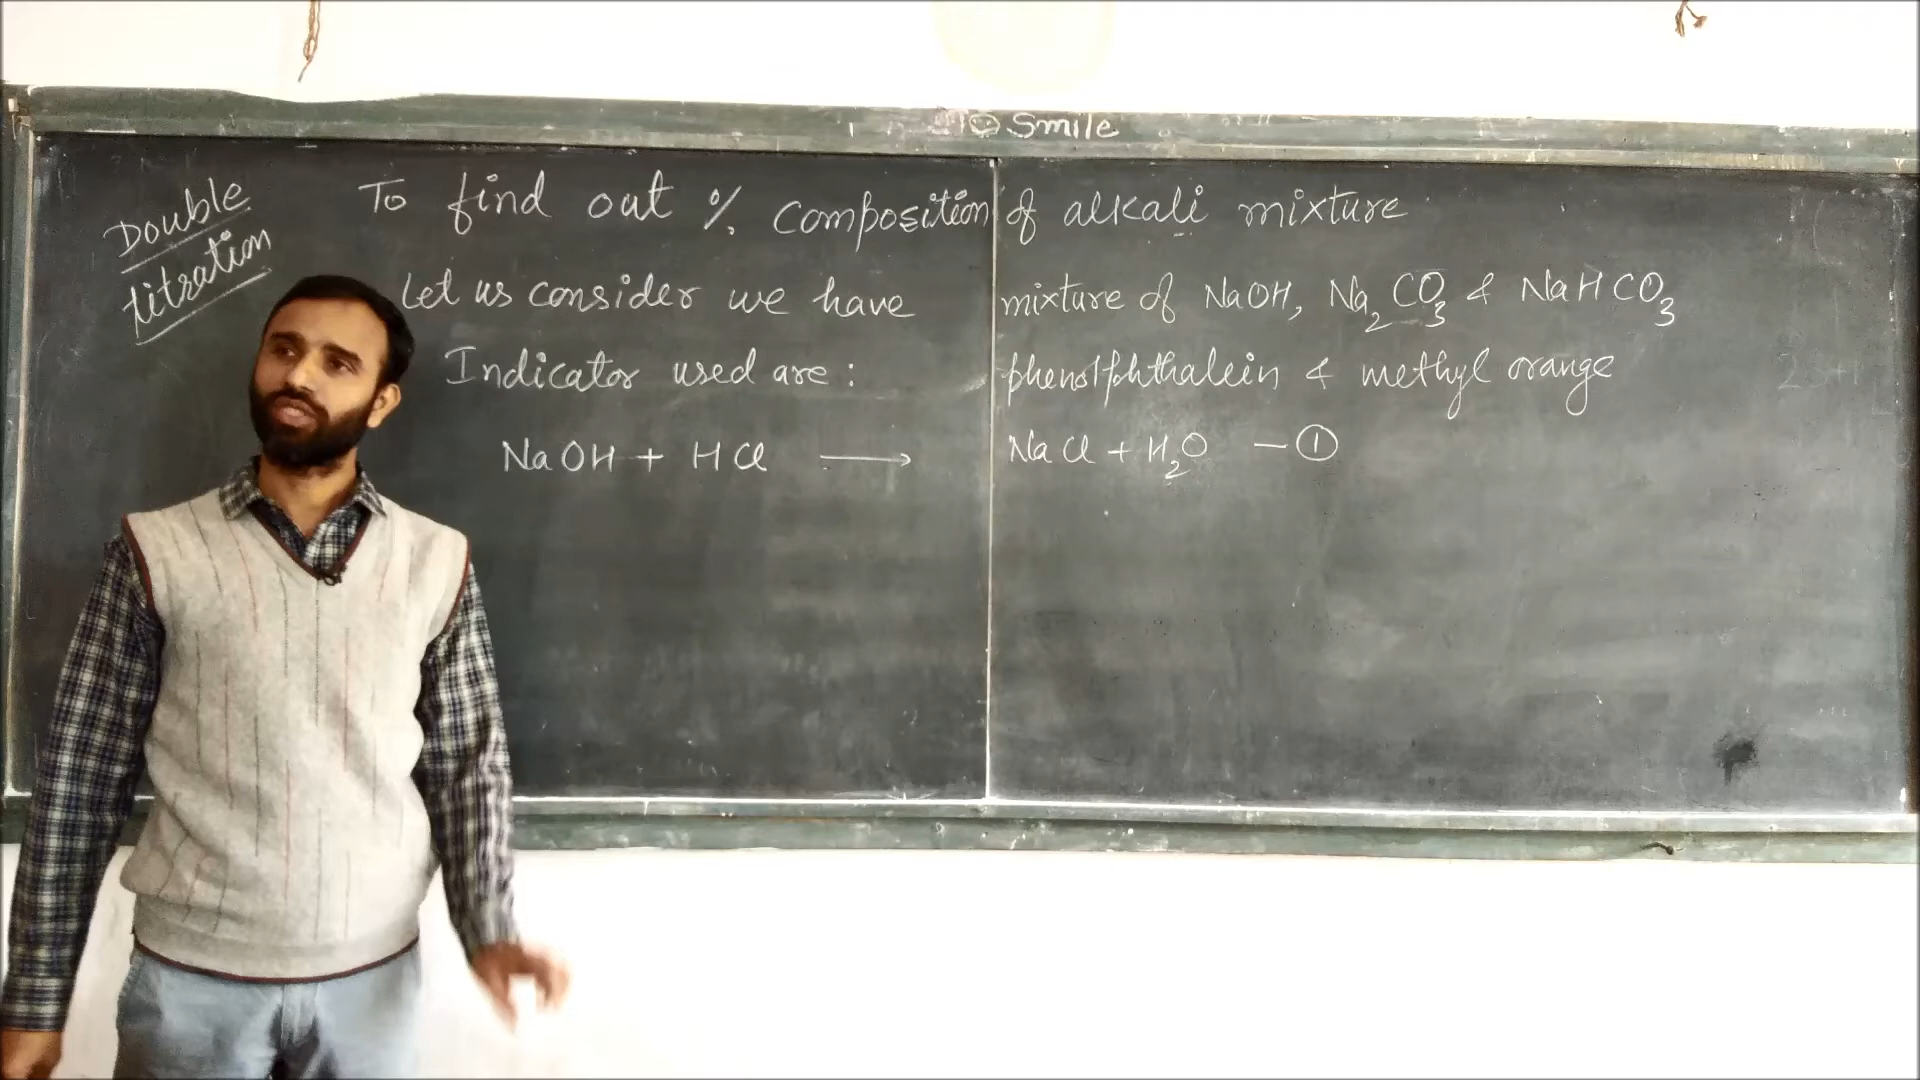 ☺ Smile
Double
titration
To find out % composition of alkali mixture
Let us consider we have mixture of NaOH, Na₂CO₃ & NaHCO₃
Indicator used are : phenolphthalein & methyl orange
NaOH + HCl ⟶ NaCl + H₂O — ①